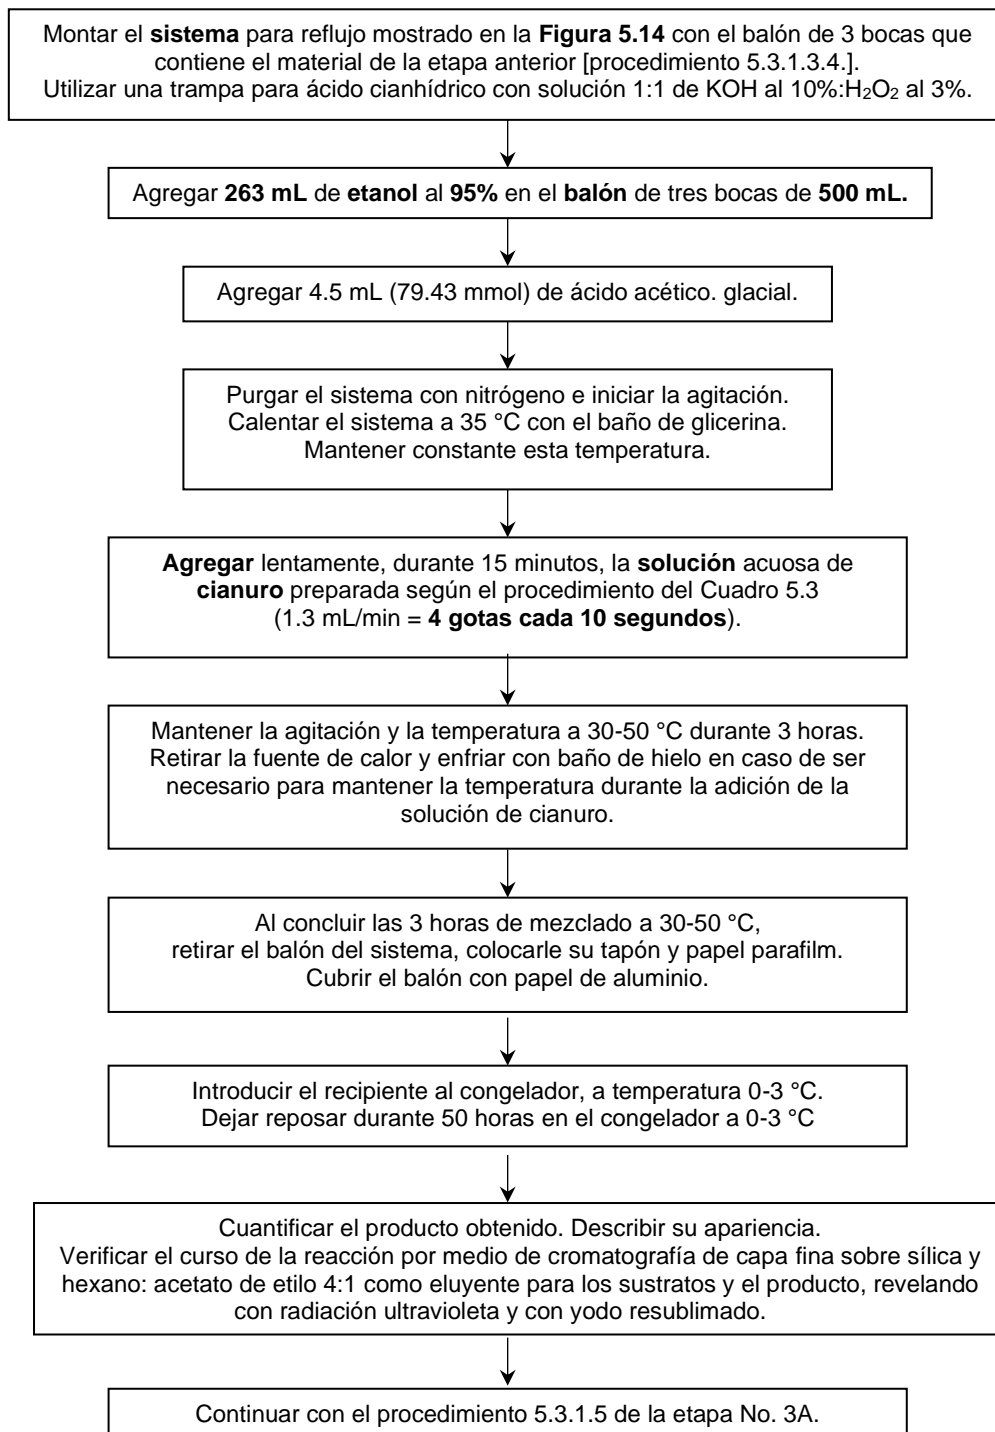 Montar el sistema para reflujo mostrado en la Figura 5.14 con el balón de 3 bocas que
contiene el material de la etapa anterior [procedimiento 5.3.1.3.4.].
Utilizar una trampa para ácido cianhídrico con solución 1:1 de KOH al 10%:H₂O₂ al 3%.
Agregar 263 mL de etanol al 95% en el balón de tres bocas de 500 mL.
Agregar 4.5 mL (79.43 mmol) de ácido acético. glacial.
Purgar el sistema con nitrógeno e iniciar la agitación.
Calentar el sistema a 35 °C con el baño de glicerina.
Mantener constante esta temperatura.
Agregar lentamente, durante 15 minutos, la solución acuosa de
cianuro preparada según el procedimiento del Cuadro 5.3
(1.3 mL/min = 4 gotas cada 10 segundos).
Mantener la agitación y la temperatura a 30-50 °C durante 3 horas.
Retirar la fuente de calor y enfriar con baño de hielo en caso de ser
necesario para mantener la temperatura durante la adición de la
solución de cianuro.
Al concluir las 3 horas de mezclado a 30-50 °C,
retirar el balón del sistema, colocarle su tapón y papel parafilm.
Cubrir el balón con papel de aluminio.
Introducir el recipiente al congelador, a temperatura 0-3 °C.
Dejar reposar durante 50 horas en el congelador a 0-3 °C
Cuantificar el producto obtenido. Describir su apariencia.
Verificar el curso de la reacción por medio de cromatografía de capa fina sobre sílica y
hexano: acetato de etilo 4:1 como eluyente para los sustratos y el producto, revelando
con radiación ultravioleta y con yodo resublimado.
Continuar con el procedimiento 5.3.1.5 de la etapa No. 3A.